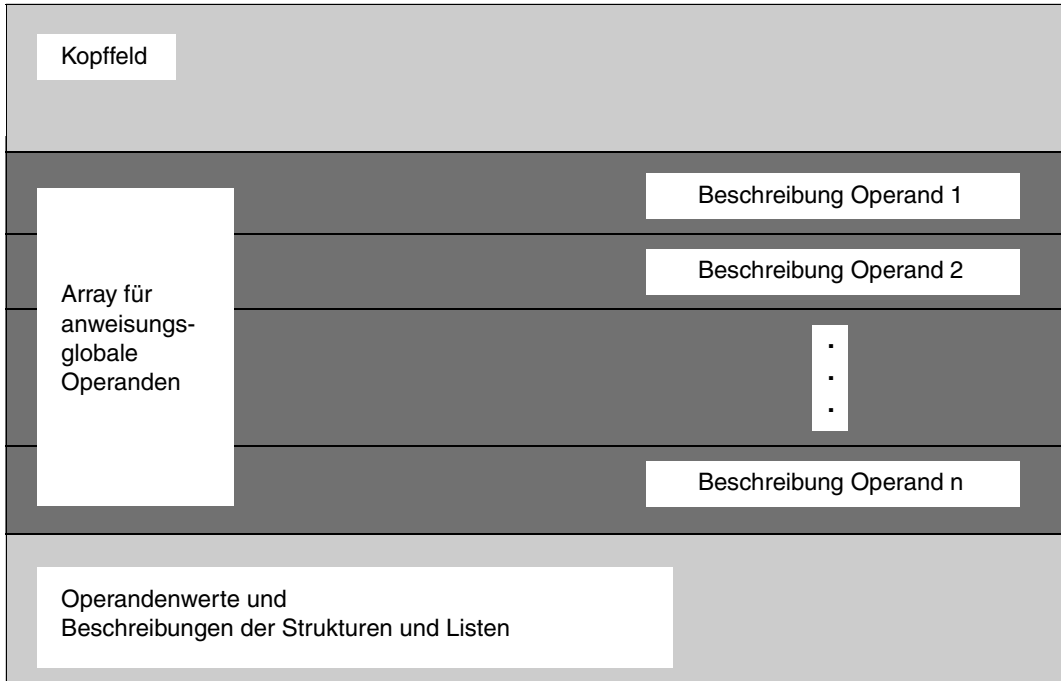 Kopffeld
Beschreibung Operand 1
Beschreibung Operand 2
Array für
anweisungs-
globale
Operanden
.
.
.
Beschreibung Operand n
Operandenwerte und
Beschreibungen der Strukturen und Listen